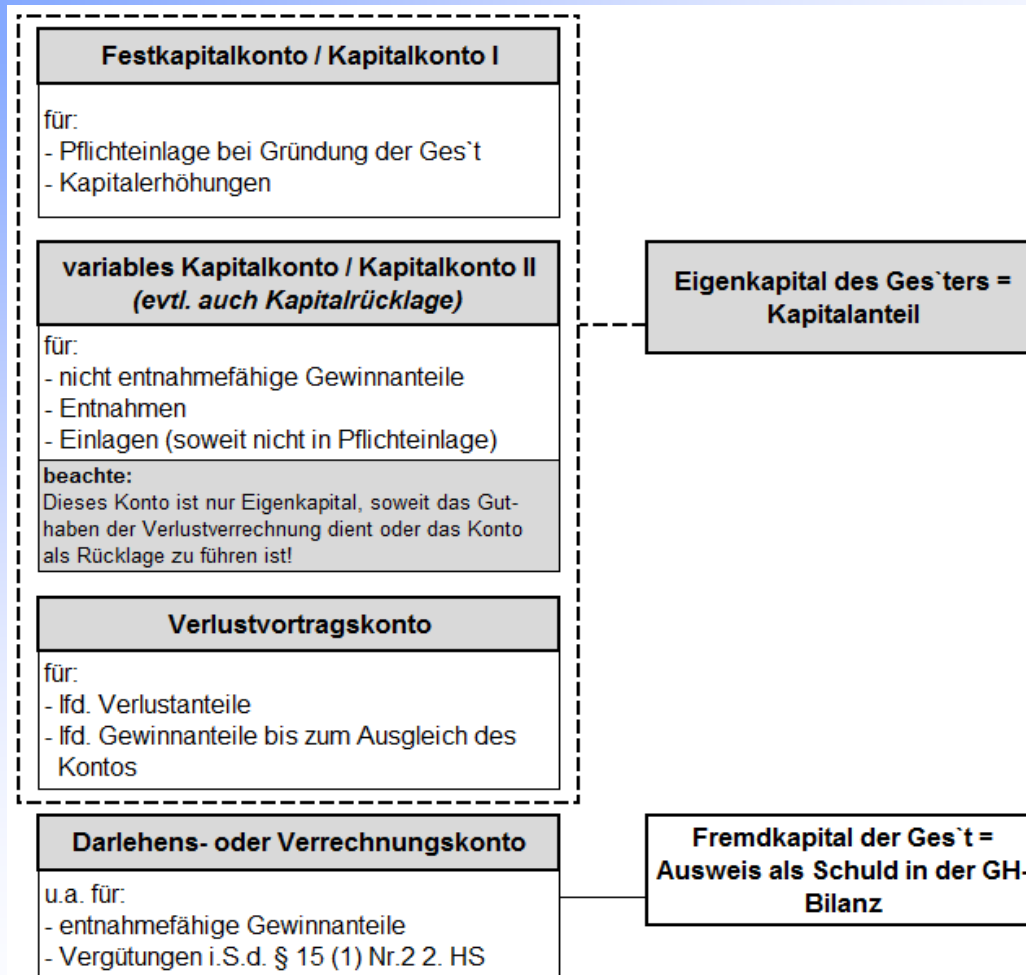 Festkapitalkonto / Kapitalkonto I
für:
- Pflichteinlage bei Gründung der Ges`t
- Kapitalerhöhungen
variables Kapitalkonto / Kapitalkonto II
(evtl. auch Kapitalrücklage)
für:
- nicht entnahmefähige Gewinnanteile
- Entnahmen
- Einlagen (soweit nicht in Pflichteinlage)
beachte:
Dieses Konto ist nur Eigenkapital, soweit das Gut-
haben der Verlustverrechnung dient oder das Konto
als Rücklage zu führen ist!
Eigenkapital des Ges`ters =
Kapitalanteil
Verlustvortragskonto
für:
- lfd. Verlustanteile
- lfd. Gewinnanteile bis zum Ausgleich des
Kontos
Darlehens- oder Verrechnungskonto
u.a. für:
- entnahmefähige Gewinnanteile
- Vergütungen i.S.d. § 15 (1) Nr.2 2. HS
Fremdkapital der Ges`t =
Ausweis als Schuld in der GH-
Bilanz